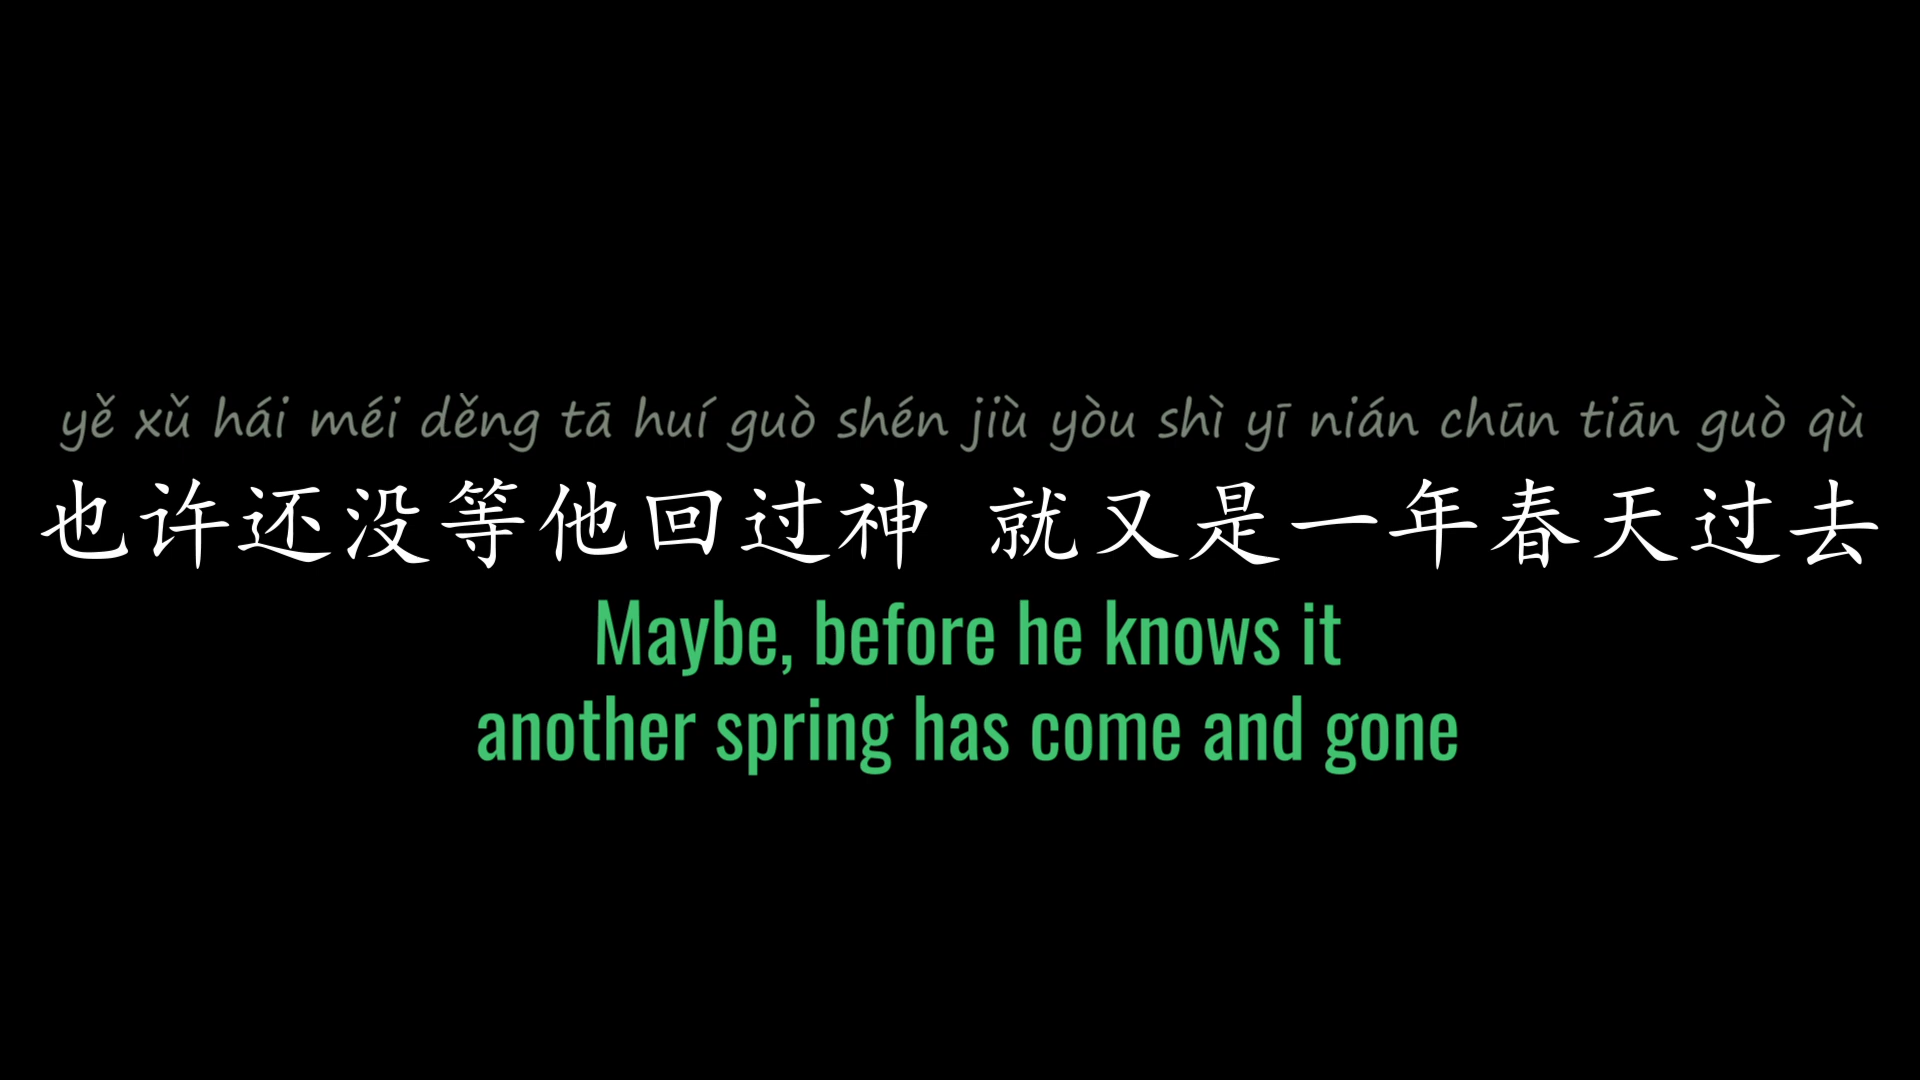 yě xǔ hái méi děng tā huí guò shén jiù yòu shì yī nián chūn tiān guò qù
也许还没等他回过神 就又是一年春天过去
Maybe, before he knows it
another spring has come and gone